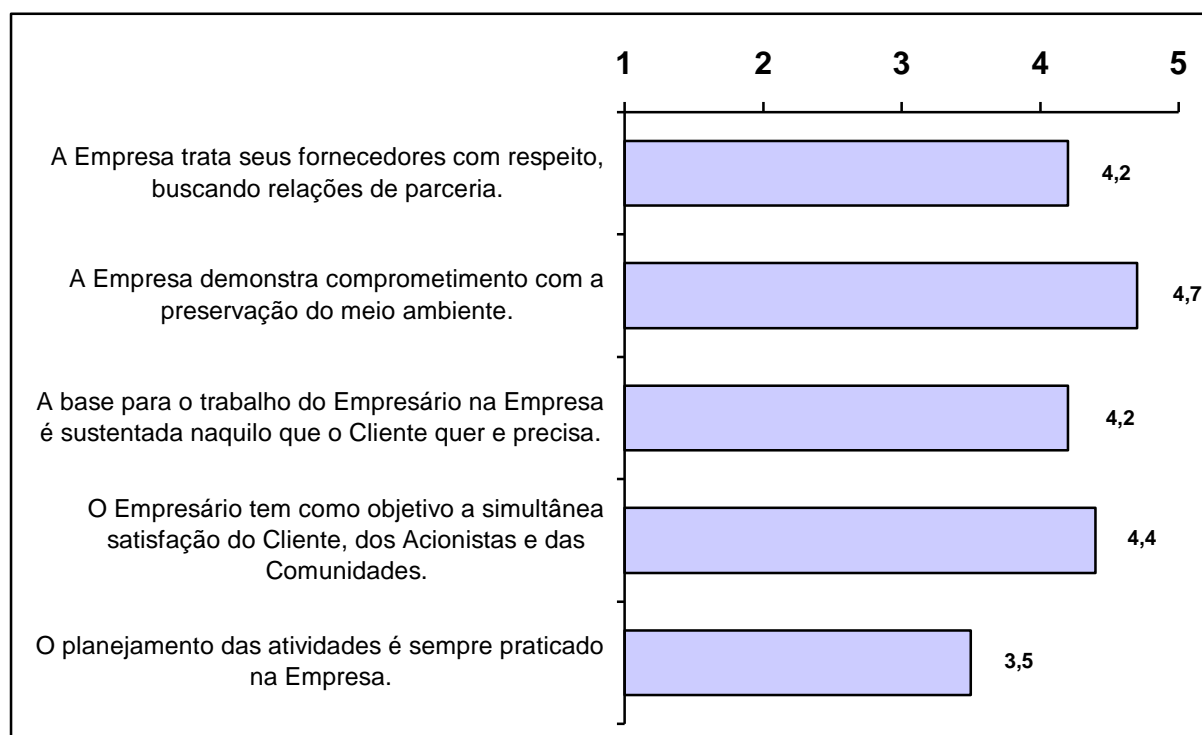 1 2 3 4 5
A Empresa trata seus fornecedores com respeito,
buscando relações de parceria.
4,2
A Empresa demonstra comprometimento com a
preservação do meio ambiente.
4,7
A base para o trabalho do Empresário na Empresa
é sustentada naquilo que o Cliente quer e precisa.
4,2
O Empresário tem como objetivo a simultânea
satisfação do Cliente, dos Acionistas e das
Comunidades.
4,4
O planejamento das atividades é sempre praticado
na Empresa.
3,5